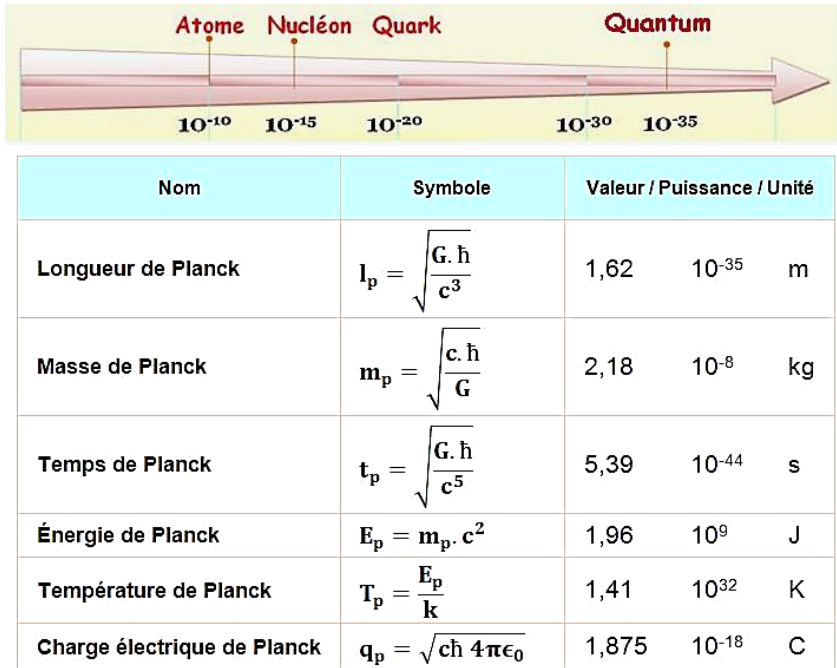 Atome Nucléon Quark Quantum
10⁻¹⁰ 10⁻¹⁵ 10⁻²⁰ 10⁻³⁰ 10⁻³⁵
Nom Symbole Valeur / Puissance / Unité
Longueur de Planck lₚ = √(G. ħ / c³) 1,62 10⁻³⁵ m
Masse de Planck mₚ = √(c. ħ / G) 2,18 10⁻⁸ kg
Temps de Planck tₚ = √(G. ħ / c⁵) 5,39 10⁻⁴⁴ s
Énergie de Planck Eₚ = mₚ. c² 1,96 10⁹ J
Température de Planck Tₚ = Eₚ / k 1,41 10³² K
Charge électrique de Planck qₚ = √(cħ 4πϵ₀) 1,875 10⁻¹⁸ C